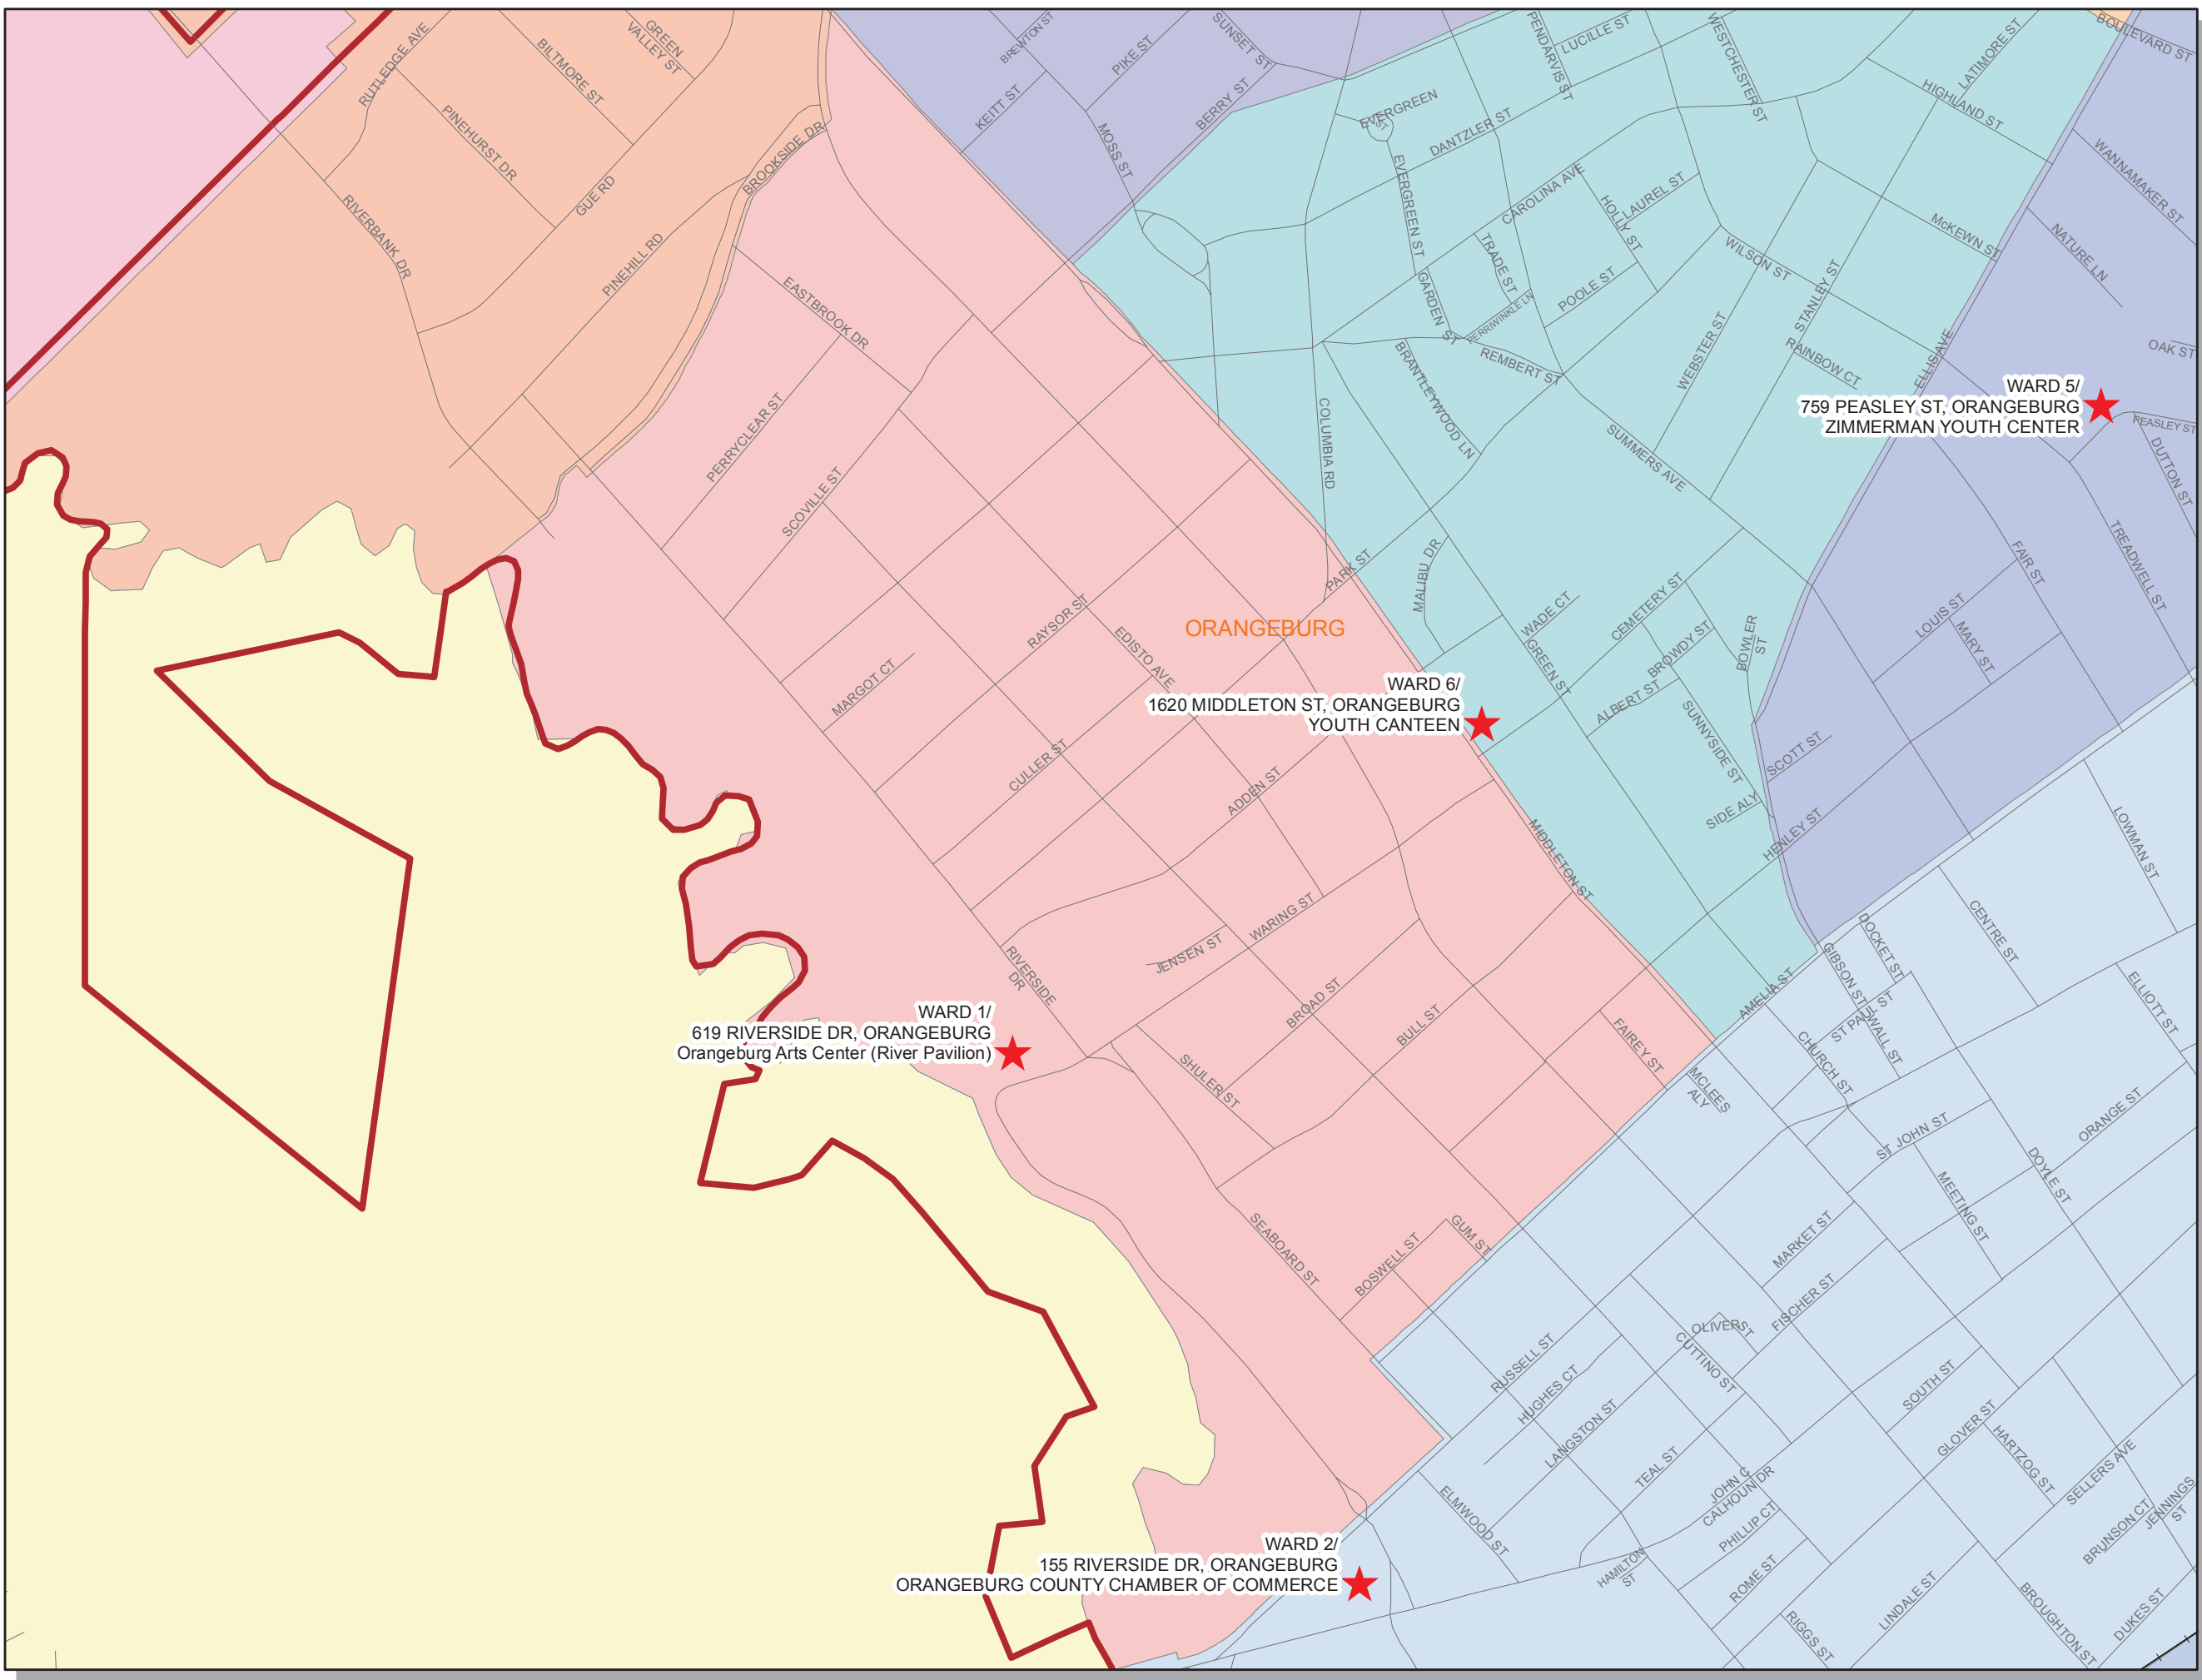 RUTLEDGE AVE
BILTMORE ST
GREEN
VALLEY ST
PINEHURST DR
GUE RD
BROOKSIDE DR
RIVERBANK DR
PINEHILL RD
BREWTON ST
PIKE ST
SUNSET ST
KEITT ST
BERRY ST
MOSS ST
PENDARVIS ST
LUCILLE ST
WESTCHESTER ST
LATIMORE ST
BOULEVARD ST
HIGHLAND ST
WANNAMAKER ST
EVERGREEN
ST
DANTZLER ST
EVERGREEN ST
CAROLINA AVE
HOLLY ST
LAUREL ST
McKEWN ST
NATURE LN
TRADE ST
WILSON ST
GARDEN ST
POOLE ST
PERRIWINKLE LN
STANLEY ST
WEBSTER ST
RAINBOW CT
ELLIS AVE
OAK ST
EASTBROOK DR
PERRYCLEAR ST
SCOVILLE ST
BRANTLEYWOOD LN
REMBERT ST
COLUMBIA RD
SUMMERS AVE
WARD 5/
759 PEASLEY ST, ORANGEBURG
ZIMMERMAN YOUTH CENTER
PEASLEY ST
DUTTON ST
TREADWELL ST
FAIR ST
PARK ST
MALIBU DR
WADE CT
CEMETERY ST
BROWDY ST
BOWLER
ST
LOUIS ST
MARY ST
RAYSOR ST
EDISTO AVE
ORANGEBURG
MARGOT CT
GREEN ST
ALBERT ST
SUNNYSIDE ST
WARD 6/
1620 MIDDLETON ST, ORANGEBURG
YOUTH CANTEEN
SCOTT ST
CULLER ST
ADDEN ST
SIDE ALY
HENLEY ST
MIDDLETON ST
LOWMAN ST
WARING ST
JENSEN ST
RIVERSIDE
DR
BROAD ST
BULL ST
AMELIA ST
GIBSON ST
DOCKET ST
CENTRE ST
ELLIOTT ST
ST PAUL ST
WALL ST
CHURCH ST
FAIREY ST
MCLEES
ALY
WARD 1/
619 RIVERSIDE DR, ORANGEBURG
Orangeburg Arts Center (River Pavilion)
SHULER ST
ST JOHN ST
ORANGE ST
MEETING ST
DOYLE ST
SEABOARD ST
BOSWELL ST
GUM ST
MARKET ST
FISCHER ST
OLIVER ST
CUTTINO ST
RUSSELL ST
HUGHES CT
LANGSTON ST
TEAL ST
SOUTH ST
GLOVER ST
HARTZOG ST
SELLERS AVE
JOHN C
CALHOUN DR
PHILLIP CT
ELMWOOD ST
BRUNSON CT
JENNINGS
ST
WARD 2/
155 RIVERSIDE DR, ORANGEBURG
ORANGEBURG COUNTY CHAMBER OF COMMERCE
HAMILTON
ST
ROME ST
RIGGS ST
LINDALE ST
BROUGHTON ST
DUKES ST